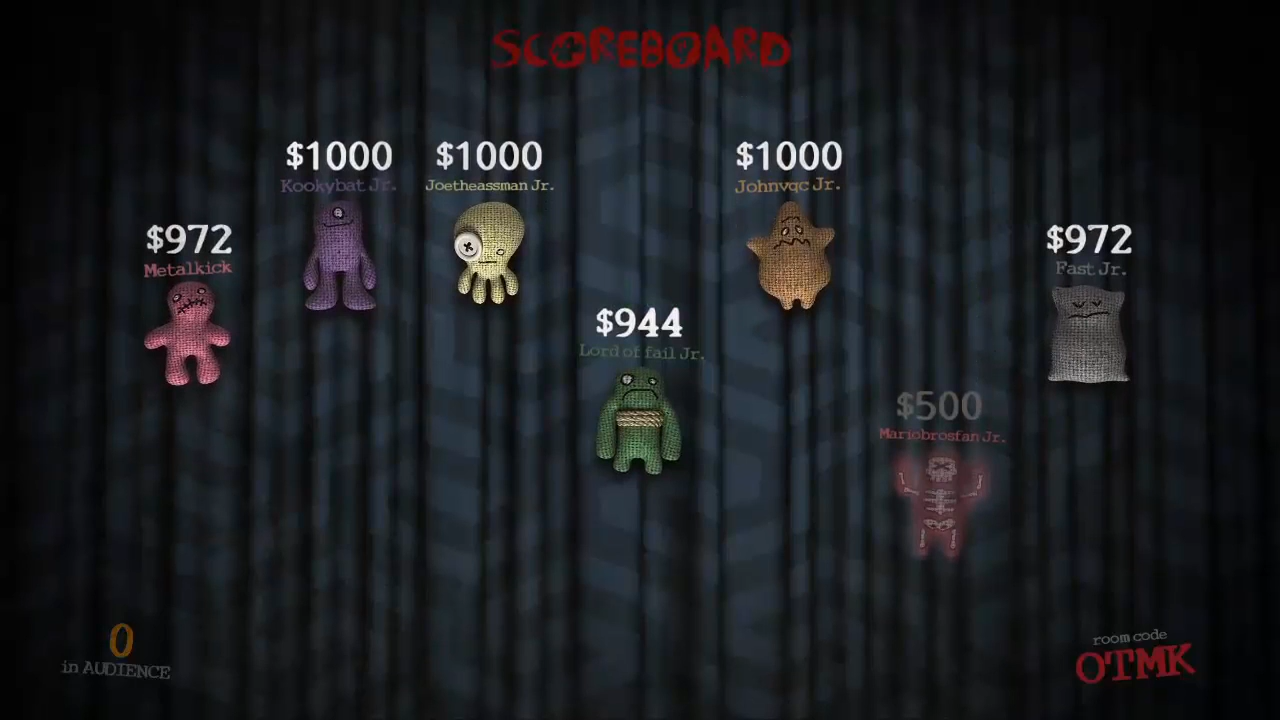 SCOREBOARD
$1000
Kookybat Jr.
$1000
Joetheassman Jr.
$1000
Johnvqc Jr.
$972
Metalkick
$972
Fast Jr.
$944
Lord of fail Jr.
$500
Mariobrosfan Jr.
0
in AUDIENCE
room code
OTMK